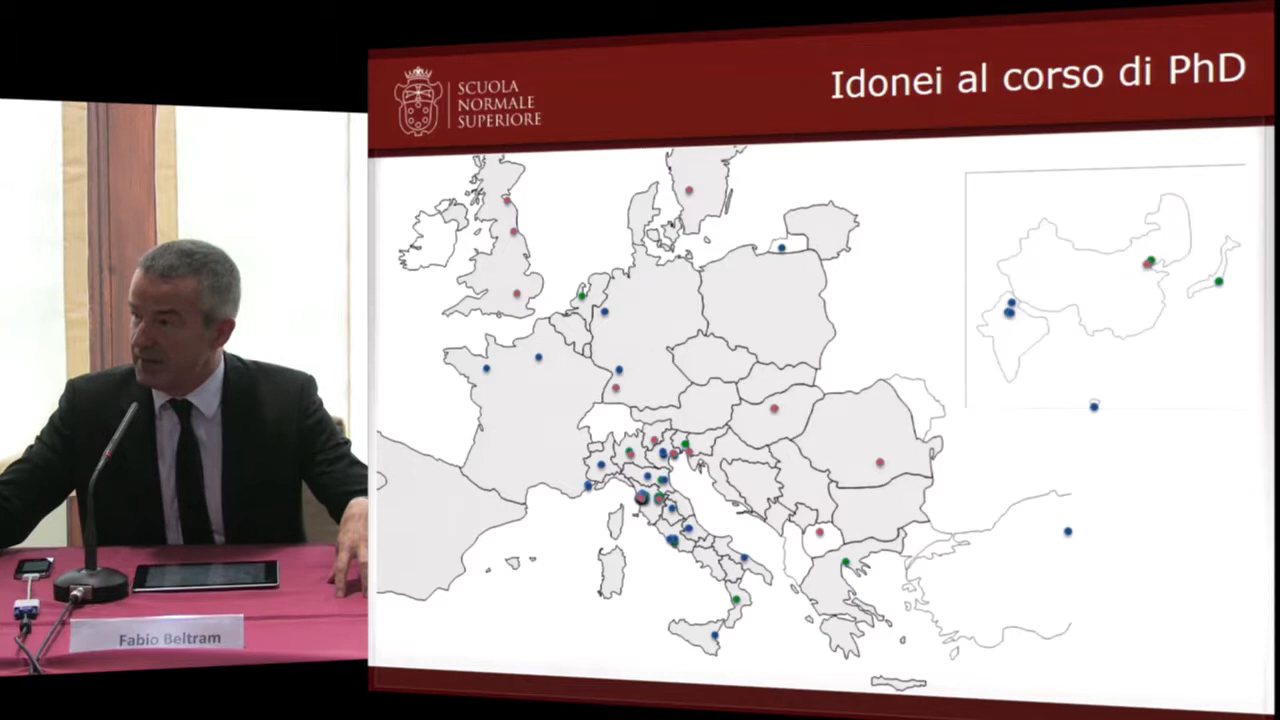 SCUOLA
NORMALE
SUPERIORE
Idonei al corso di PhD
Fabio Beltram